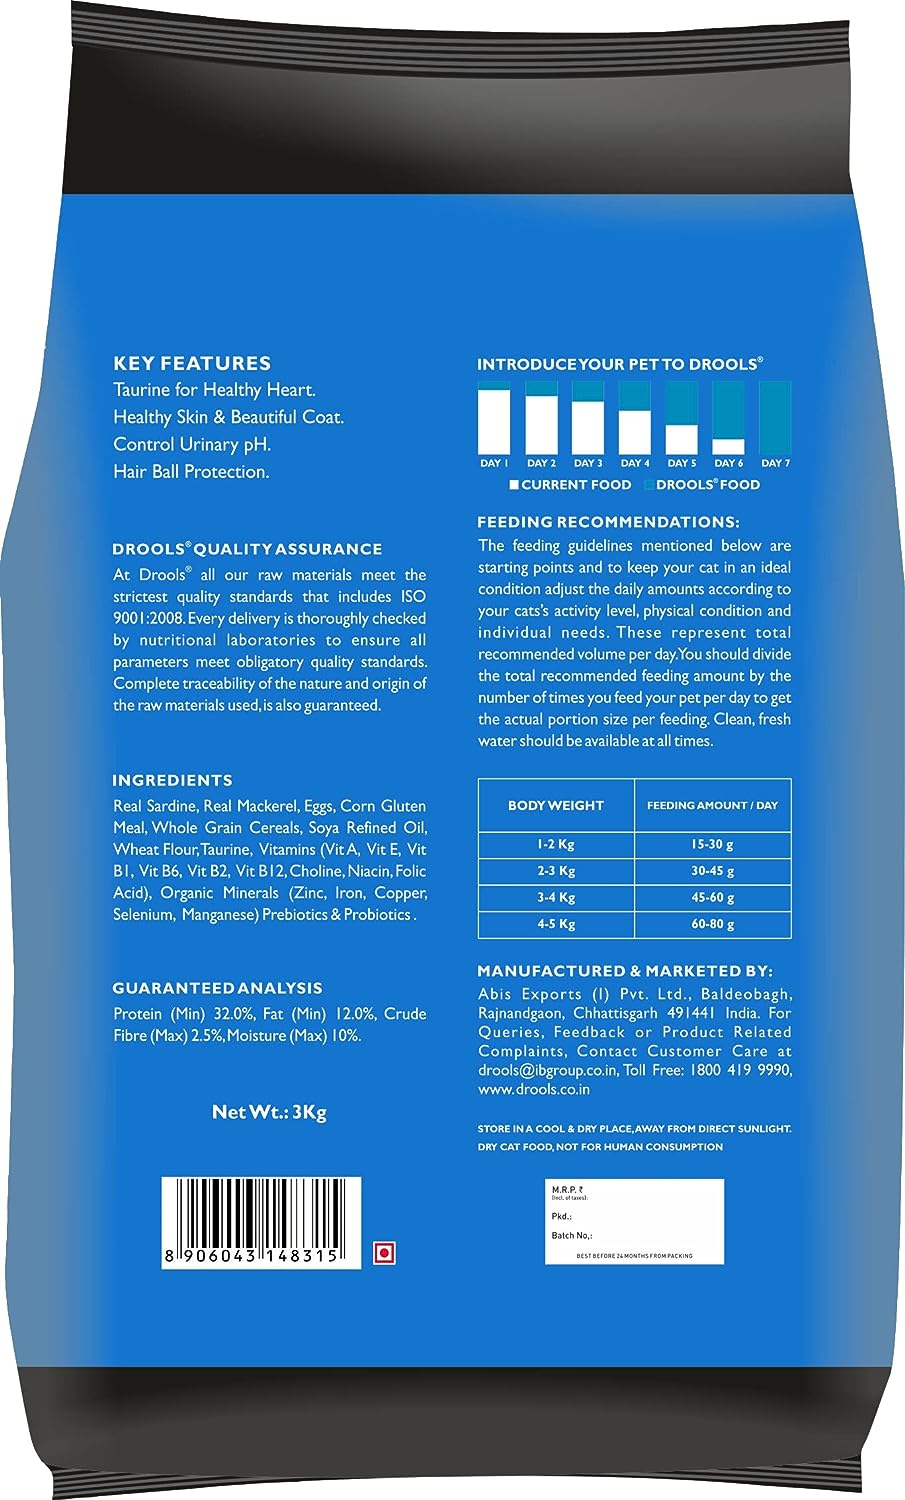 KEY FEATURES
Taurine for Healthy Heart.
Healthy Skin & Beautiful Coat.
Control Urinary pH.
Hair Ball Protection.
DROOLS® QUALITY ASSURANCE
At Drools® all our raw materials meet the
strictest quality standards that includes ISO
9001:2008. Every delivery is thoroughly checked
by nutritional laboratories to ensure all
parameters meet obligatory quality standards.
Complete traceability of the nature and origin of
the raw materials used, is also guaranteed.
INGREDIENTS
Real Sardine, Real Mackerel, Eggs, Corn Gluten
Meal, Whole Grain Cereals, Soya Refined Oil,
Wheat Flour, Taurine, Vitamins (Vit A, Vit E, Vit
B1, Vit B6, Vit B2, Vit B12, Choline, Niacin, Folic
Acid), Organic Minerals (Zinc, Iron, Copper,
Selenium, Manganese) Prebiotics & Probiotics .
GUARANTEED ANALYSIS
Protein (Min) 32.0%, Fat (Min) 12.0%, Crude
Fibre (Max) 2.5%, Moisture (Max) 10%.
Net Wt.: 3Kg
8 906043 148315
INTRODUCE YOUR PET TO DROOLS®
DAY 1 DAY 2 DAY 3 DAY 4 DAY 5 DAY 6 DAY 7
CURRENT FOOD DROOLS® FOOD
FEEDING RECOMMENDATIONS:
The feeding guidelines mentioned below are
starting points and to keep your cat in an ideal
condition adjust the daily amounts according to
your cats's activity level, physical condition and
individual needs. These represent total
recommended volume per day.You should divide
the total recommended feeding amount by the
number of times you feed your pet per day to get
the actual portion size per feeding. Clean, fresh
water should be available at all times.
BODY WEIGHT FEEDING AMOUNT / DAY
1-2 Kg 15-30 g
2-3 Kg 30-45 g
3-4 Kg 45-60 g
4-5 Kg 60-80 g
MANUFACTURED & MARKETED BY:
Abis Exports (I) Pvt. Ltd., Baldeobagh,
Rajnandgaon, Chhattisgarh 491441 India. For
Queries, Feedback or Product Related
Complaints, Contact Customer Care at
drools@ibgroup.co.in, Toll Free: 1800 419 9990,
www.drools.co.in
STORE IN A COOL & DRY PLACE, AWAY FROM DIRECT SUNLIGHT.
DRY CAT FOOD, NOT FOR HUMAN CONSUMPTION
M.R.P. ₹
(incl. of taxes):
Pkd.:
Batch No,:
BEST BEFORE 24 MONTHS FROM PACKING